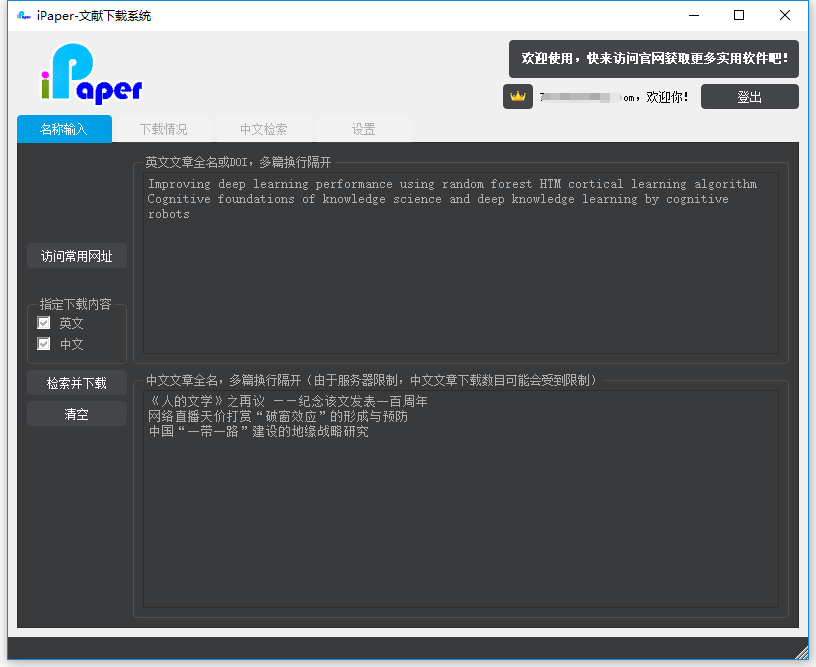 iPaper-文献下载系统
iPaper
欢迎使用，快来访问官网获取更多实用软件吧！
om，欢迎你！
登出
名称输入
下载情况
中文检索
设置
英文文章全名或DOI，多篇换行隔开
Improving deep learning performance using random forest HTM cortical learning algorithm
Cognitive foundations of knowledge science and deep knowledge learning by cognitive
robots
访问常用网址
指定下载内容
英文
中文
检索并下载
清空
中文文章全名，多篇换行隔开（由于服务器限制，中文文章下载数目可能会受到限制）
《人的文学》之再议 －－纪念该文发表一百周年
网络直播天价打赏“破窗效应”的形成与预防
中国“一带一路”建设的地缘战略研究